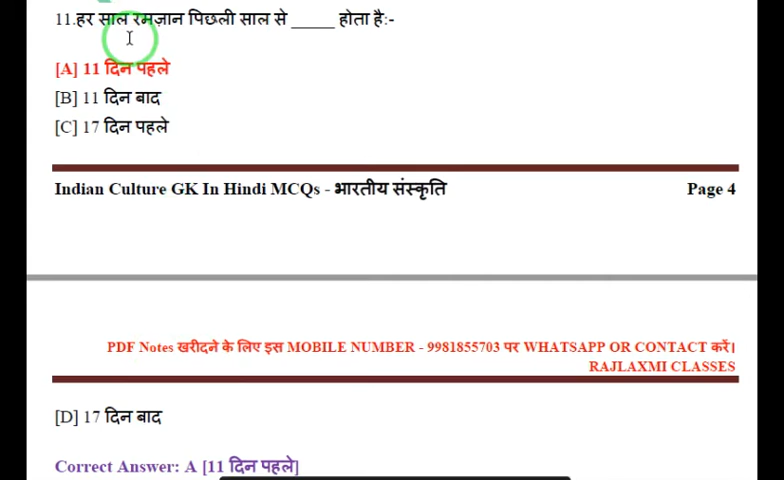 11.हर साल रमज़ान पिछली साल से _____ होता है:-
[A] 11 दिन पहले
[B] 11 दिन बाद
[C] 17 दिन पहले
Indian Culture GK In Hindi MCQs - भारतीय संस्कृति Page 4
PDF Notes खरीदने के लिए इस MOBILE NUMBER - 9981855703 पर WHATSAPP OR CONTACT करें।
RAJLAXMI CLASSES
[D] 17 दिन बाद
Correct Answer: A [11 दिन पहले]